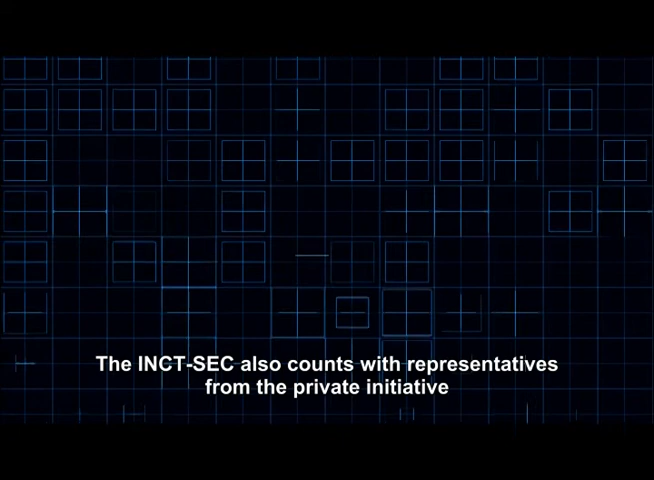 The INCT-SEC also counts with representatives
from the private initiative